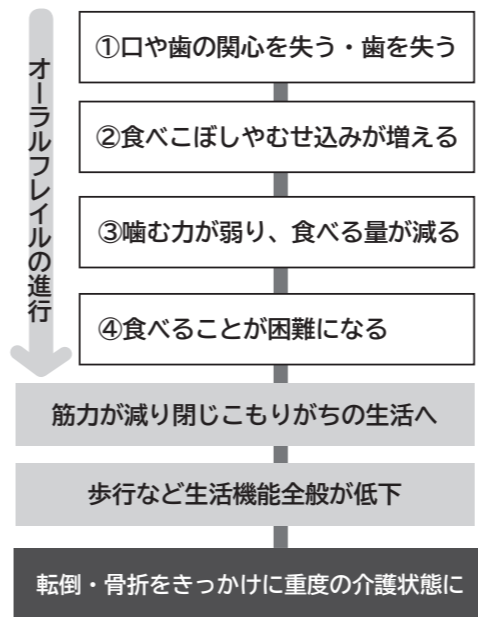 オーラルフレイルの進行
①口や歯の関心を失う・歯を失う
②食べこぼしやむせ込みが増える
③噛む力が弱り、食べる量が減る
④食べることが困難になる
筋力が減り閉じこもりがちの生活へ
歩行など生活機能全般が低下
転倒・骨折をきっかけに重度の介護状態に